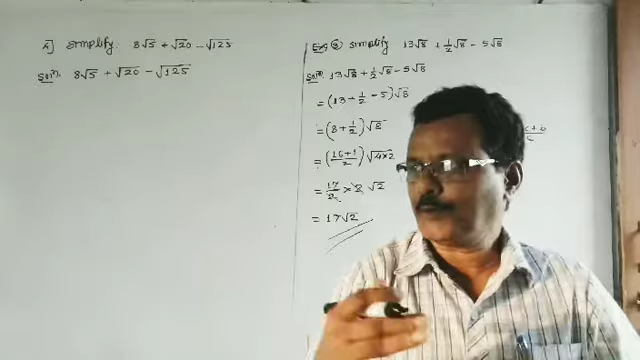 4] Simplify: 8√5 + √20 - √125
Soln. 8√5 + √20 - √125
Ex ② Simplify 13√8 + 1/2 √8 - 5√8
Soln. 13√8 + 1/2 √8 - 5√8
= (13 + 1/2 - 5)√8
= (8 + 1/2)√8
= (16+1/2)√4×2
= 17/2 × 2 √2
= 17√2